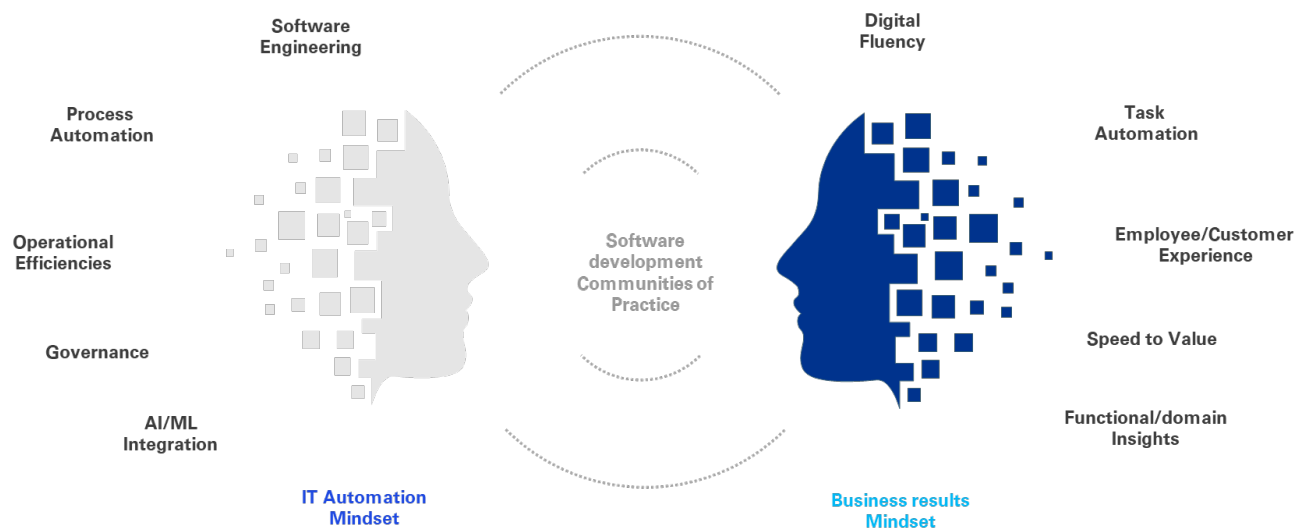 Software
Engineering
Process
Automation
Operational
Efficiencies
Governance
AI/ML
Integration
IT Automation
Mindset
Software
development
Communities of
Practice
Digital
Fluency
Task
Automation
Employee/Customer
Experience
Speed to Value
Functional/domain
Insights
Business results
Mindset